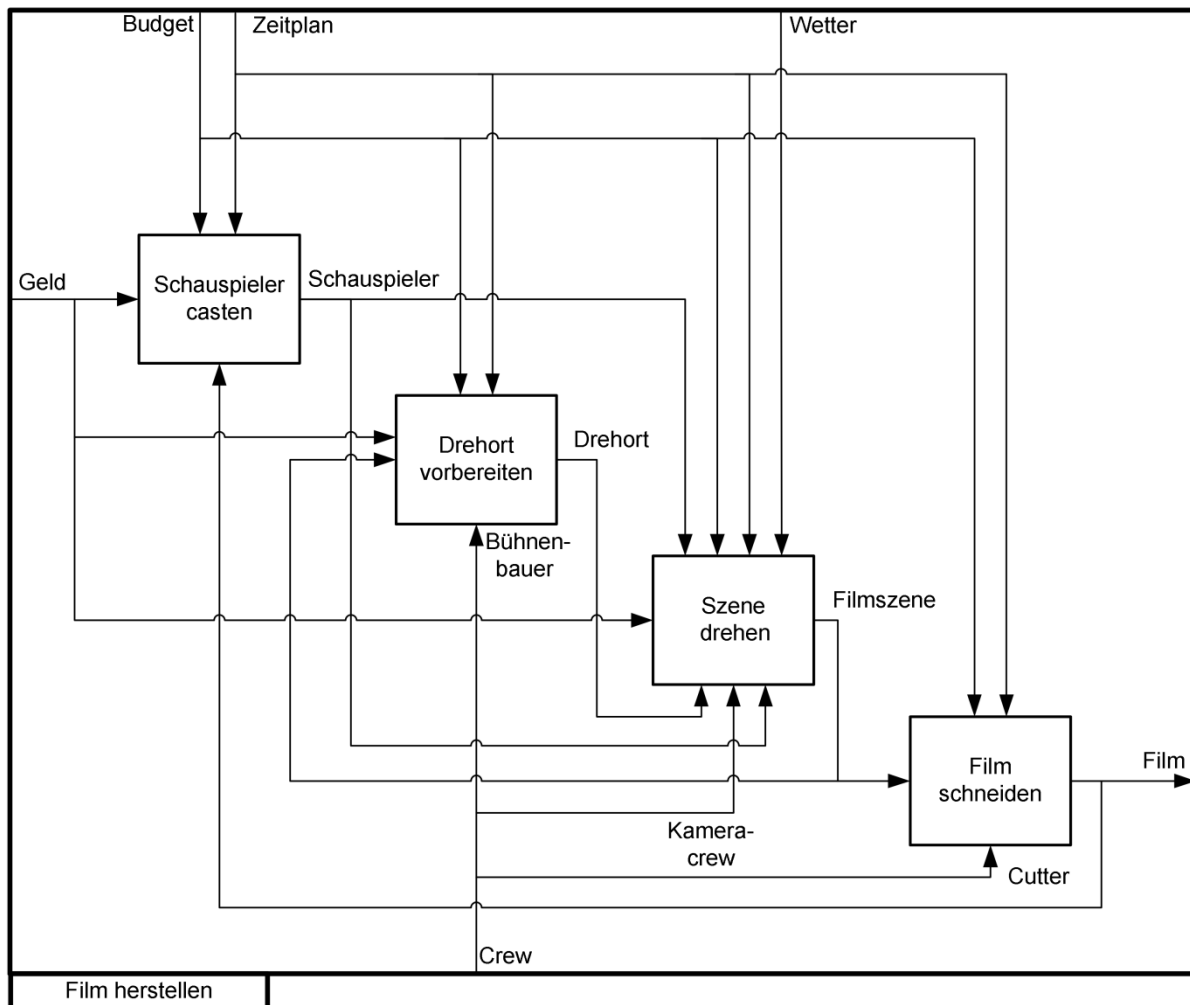 Budget
Zeitplan
Wetter
Geld
Schauspieler
casten
Schauspieler
Drehort
vorbereiten
Drehort
Bühnen-
bauer
Szene
drehen
Filmszene
Film
schneiden
Film
Kamera-
crew
Cutter
Crew
Film herstellen